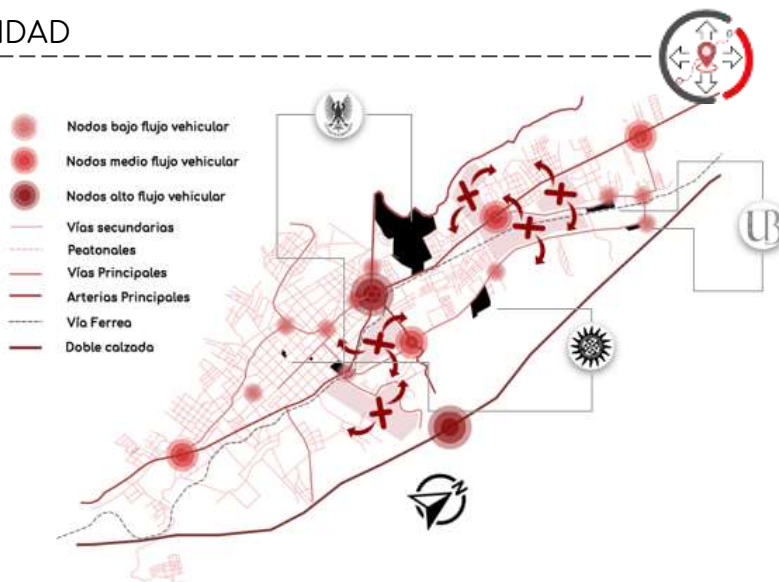 IDAD
Nodos bajo flujo vehicular
Nodos medio flujo vehicular
Nodos alto flujo vehicular
Vías secundarias
Peatonales
Vías Principales
Arterias Principales
Vía Ferrea
Doble calzada
UB
N